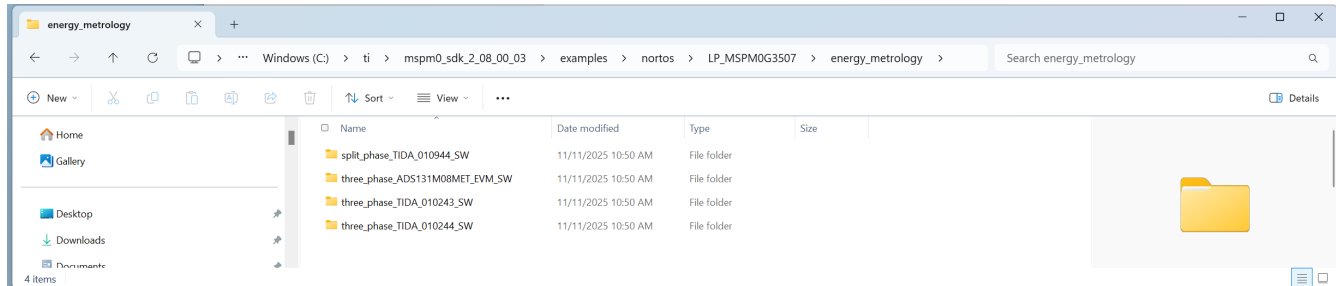 energy_metrology
Windows (C:) > ti > mspm0_sdk_2_08_00_03 > examples > nortos > LP_MSPM0G3507 > energy_metrology >
Search energy_metrology
New
Sort
View
Details
Home
Gallery
Desktop
Downloads
Documents
Name Date modified Type Size
split_phase_TIDA_010944_SW 11/11/2025 10:50 AM File folder
three_phase_ADS131M08MET_EVM_SW 11/11/2025 10:50 AM File folder
three_phase_TIDA_010243_SW 11/11/2025 10:50 AM File folder
three_phase_TIDA_010244_SW 11/11/2025 10:50 AM File folder
4 items